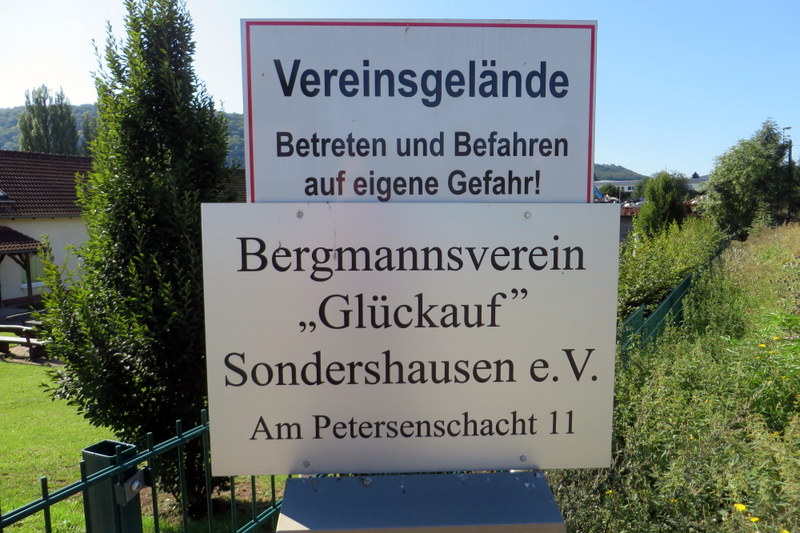 Vereinsgelände
Betreten und Befahren
auf eigene Gefahr!
Bergmannsverein
„Glückauf”
Sondershausen e.V.
Am Petersenschacht 11